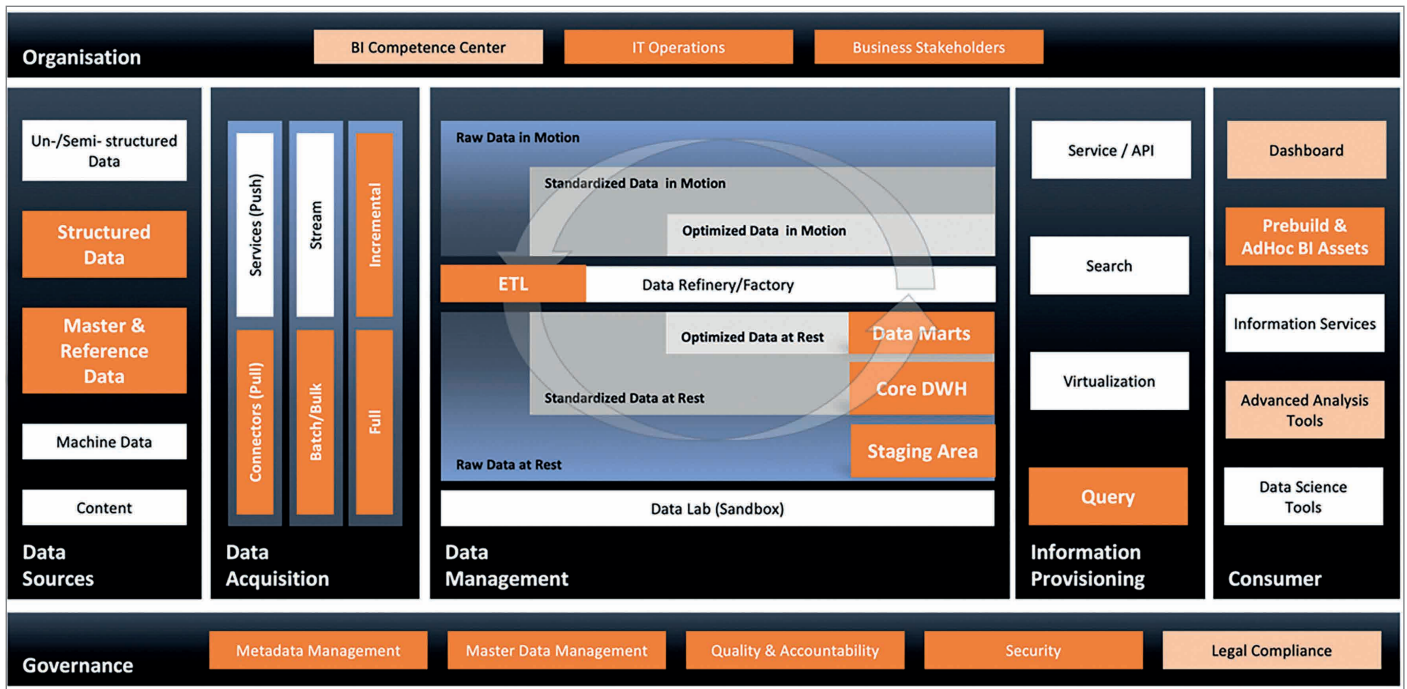 BI Competence Center
IT Operations
Business Stakeholders
Organisation
Un-/Semi- structured
Data
Structured
Data
Master &
Reference
Data
Machine Data
Content
Data
Sources
Services (Push)
Stream
Incremental
Connectors (Pull)
Batch/Bulk
Full
Data
Acquisition
Raw Data in Motion
Standardized Data in Motion
Optimized Data in Motion
ETL
Data Refinery/Factory
Optimized Data at Rest
Data Marts
Core DWH
Standardized Data at Rest
Staging Area
Raw Data at Rest
Data Lab (Sandbox)
Data
Management
Service / API
Search
Virtualization
Query
Information
Provisioning
Dashboard
Prebuild &
AdHoc BI Assets
Information Services
Advanced Analysis
Tools
Data Science
Tools
Consumer
Metadata Management
Master Data Management
Quality & Accountability
Security
Legal Compliance
Governance